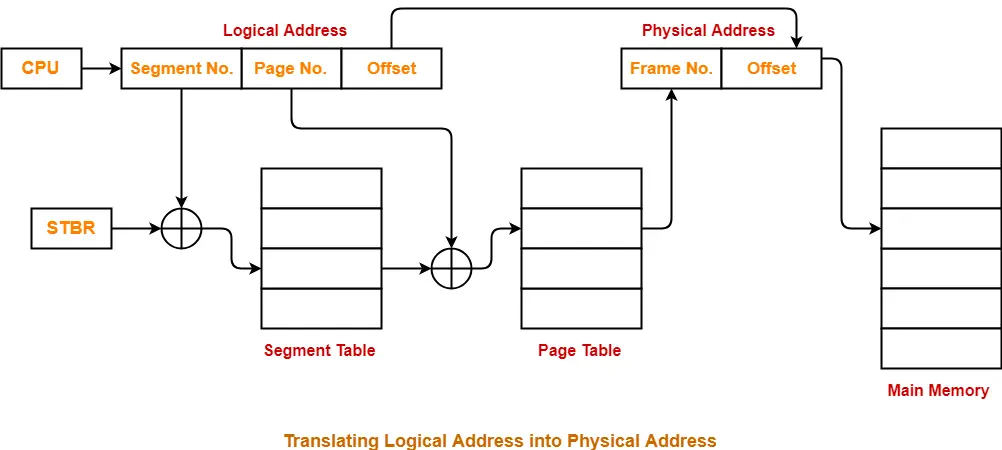 Logical Address
Physical Address
CPU
Segment No.
Page No.
Offset
Frame No.
Offset
STBR
Segment Table
Page Table
Main Memory
Translating Logical Address into Physical Address